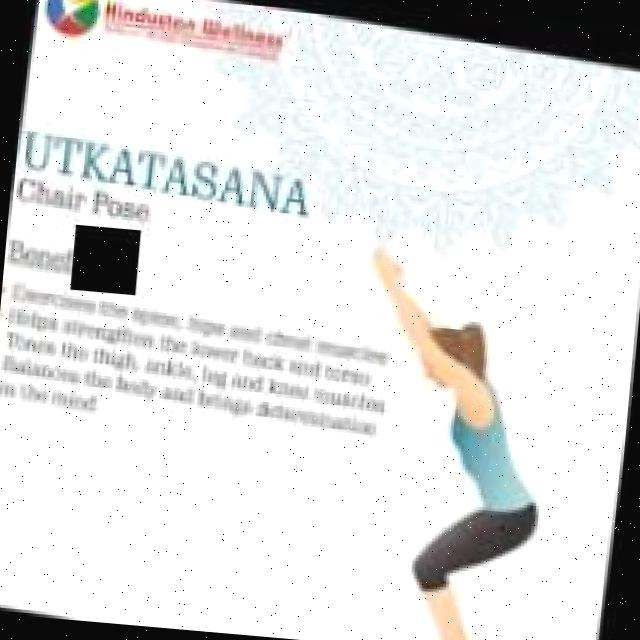 Hindustan Wellness
UTKATASANA
Chair Pose
Benef
Exercises the spine, hips and chest muscles
Helps strengthen the lower back and torso
Tones the thigh, ankle, leg and knee muscles
Balances the body and brings determination
in the mind